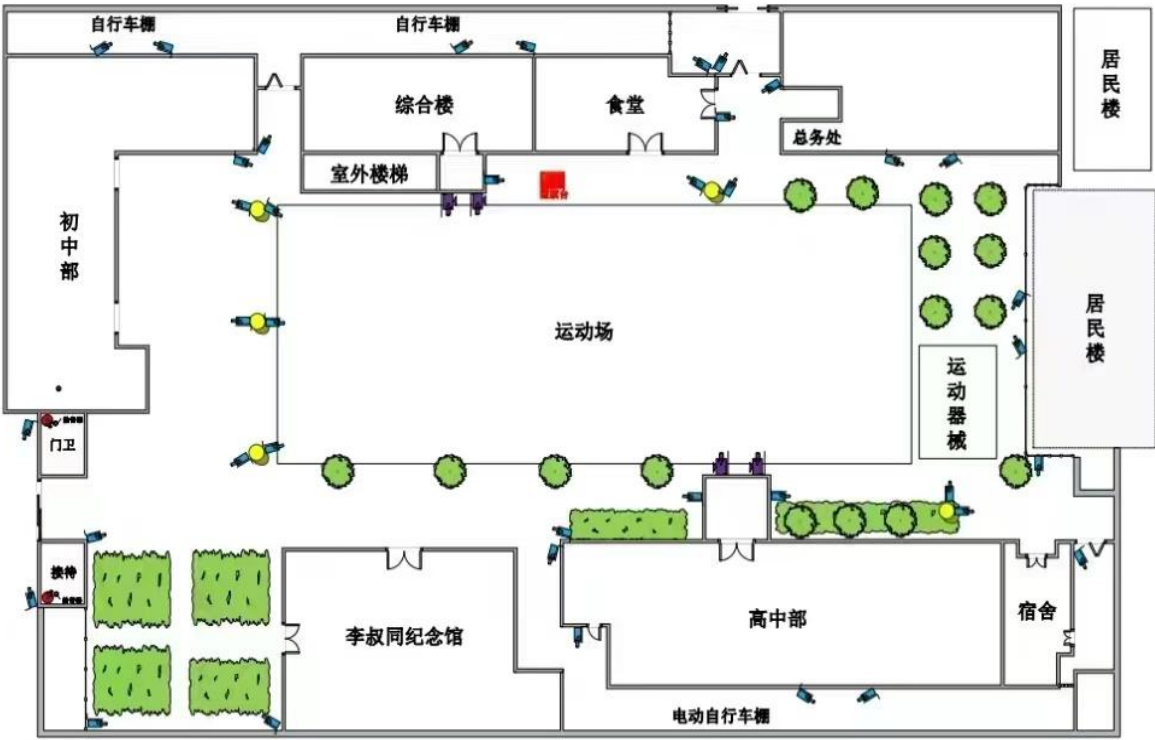 自行车棚
自行车棚
居民楼
综合楼
食堂
总务处
室外楼梯
初中部
运动场
居民楼
运动器械
门卫
接待
李叔同纪念馆
高中部
宿舍
电动自行车棚